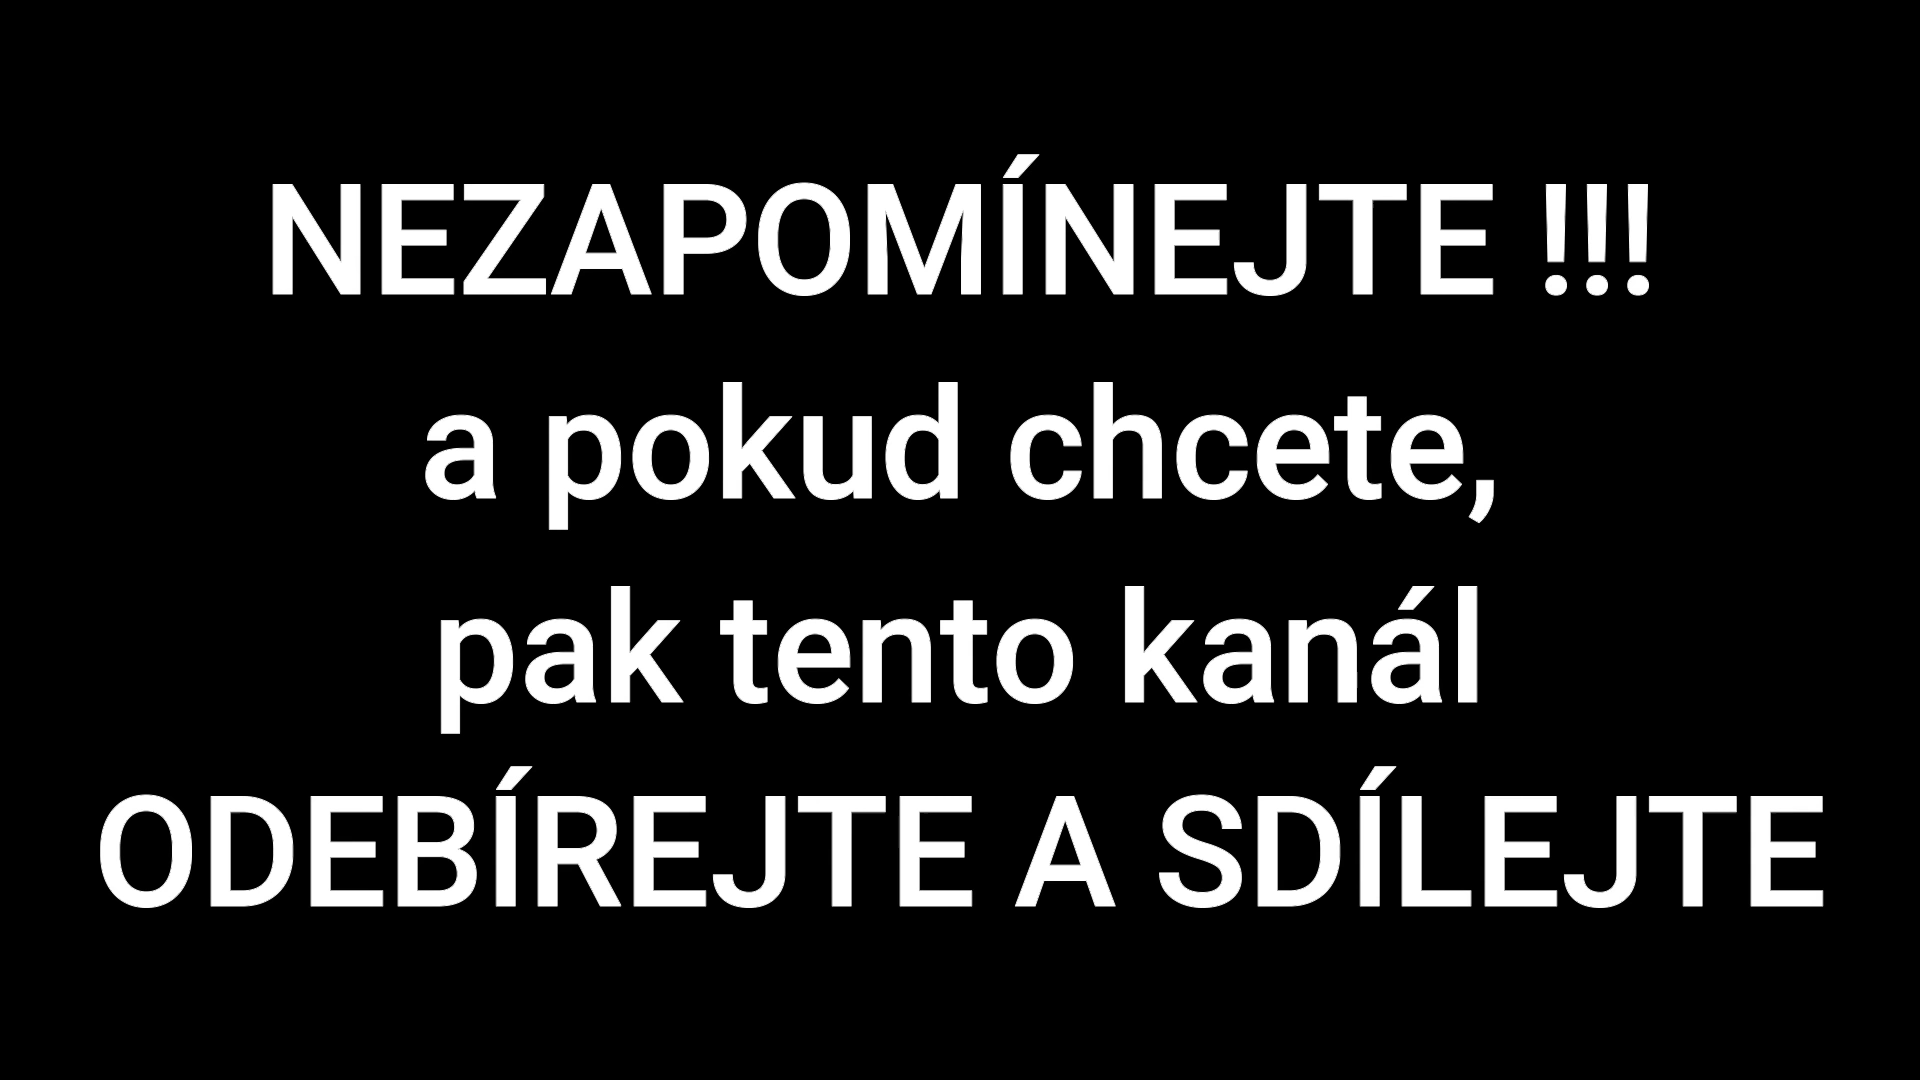 NEZAPOMÍNEJTE !!!
a pokud chcete,
pak tento kanál
ODEBÍREJTE A SDÍLEJTE